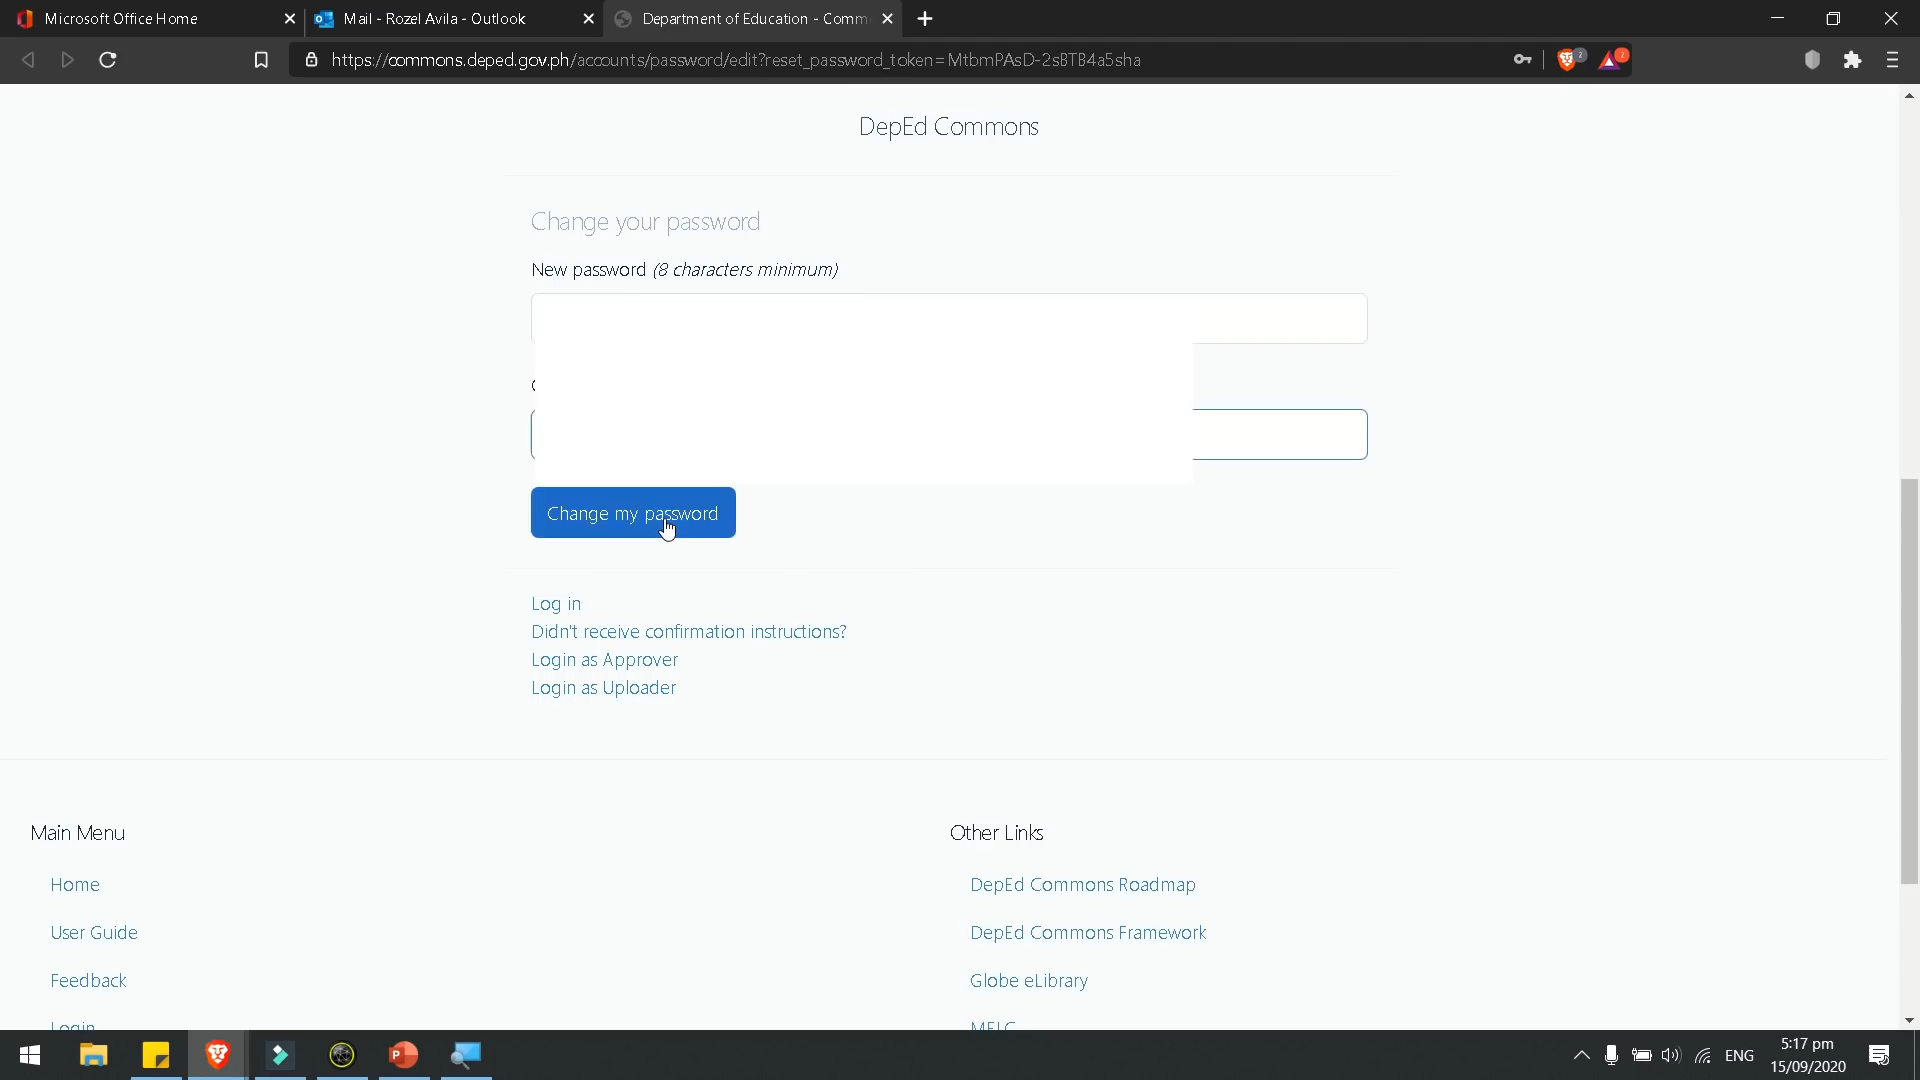 Microsoft Office Home
Mail - Rozel Avila - Outlook
Department of Education - Comm
https://commons.deped.gov.ph/accounts/password/edit?reset_password_token=MtbmPAsD-2sBTB4a5sha
2
2
DepEd Commons
Change your password
New password (8 characters minimum)
Change my password
Log in
Didn't receive confirmation instructions?
Login as Approver
Login as Uploader
Main Menu
Other Links
Home
DepEd Commons Roadmap
User Guide
DepEd Commons Framework
Feedback
Globe eLibrary
Login
MELC
ENG
5:17 pm
15/09/2020